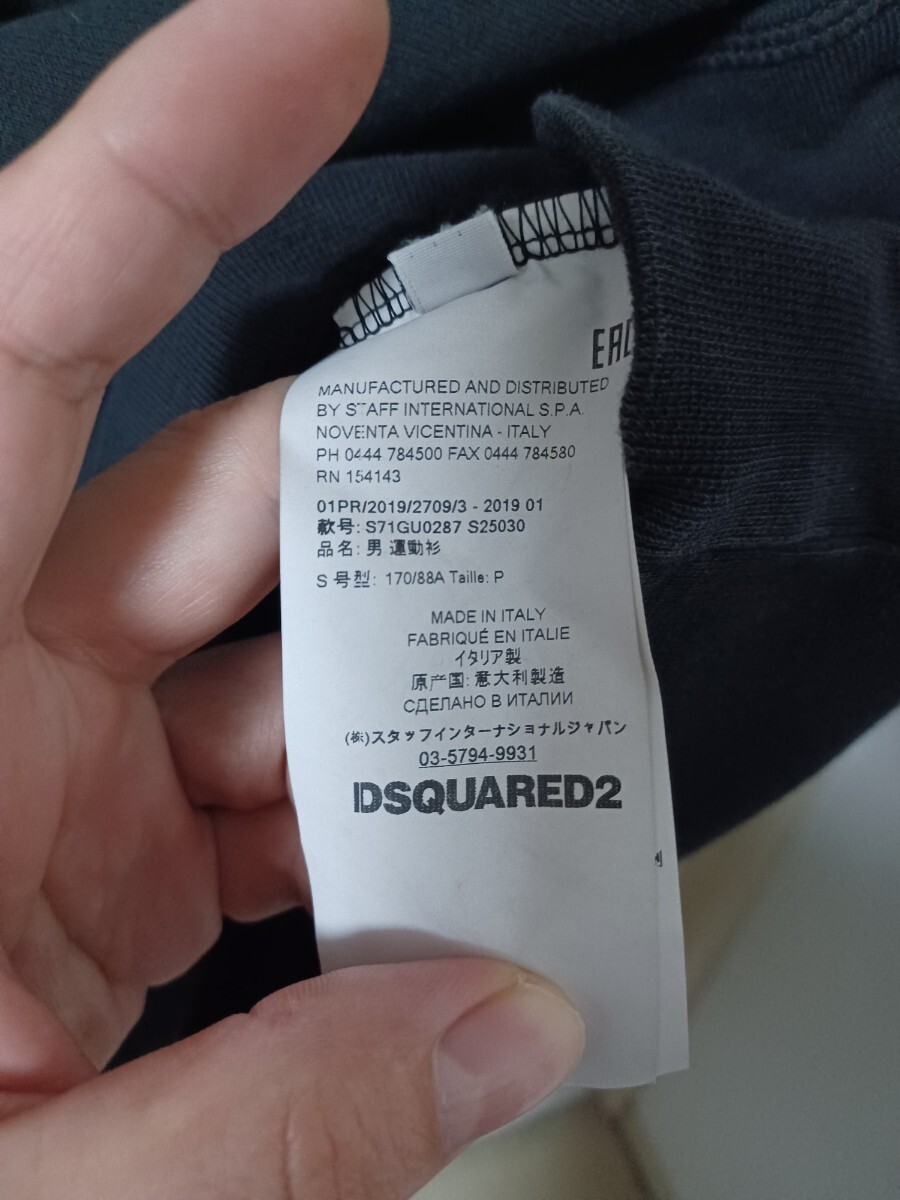 EAC
MANUFACTURED AND DISTRIBUTED
BY STAFF INTERNATIONAL S.P.A.
NOVENTA VICENTINA - ITALY
PH 0444 784500 FAX 0444 784580
RN 154143
01PR/2019/2709/3 - 2019 01
款号: S71GU0287 S25030
品名: 男 運動衫
S 号型: 170/88A Taille: P
MADE IN ITALY
FABRIQUÉ EN ITALIE
イタリア製
原产国: 意大利製造
СДЕЛАНО В ИТАЛИИ
(株)スタッフインターナショナルジャパン
03-5794-9931
DSQUARED2